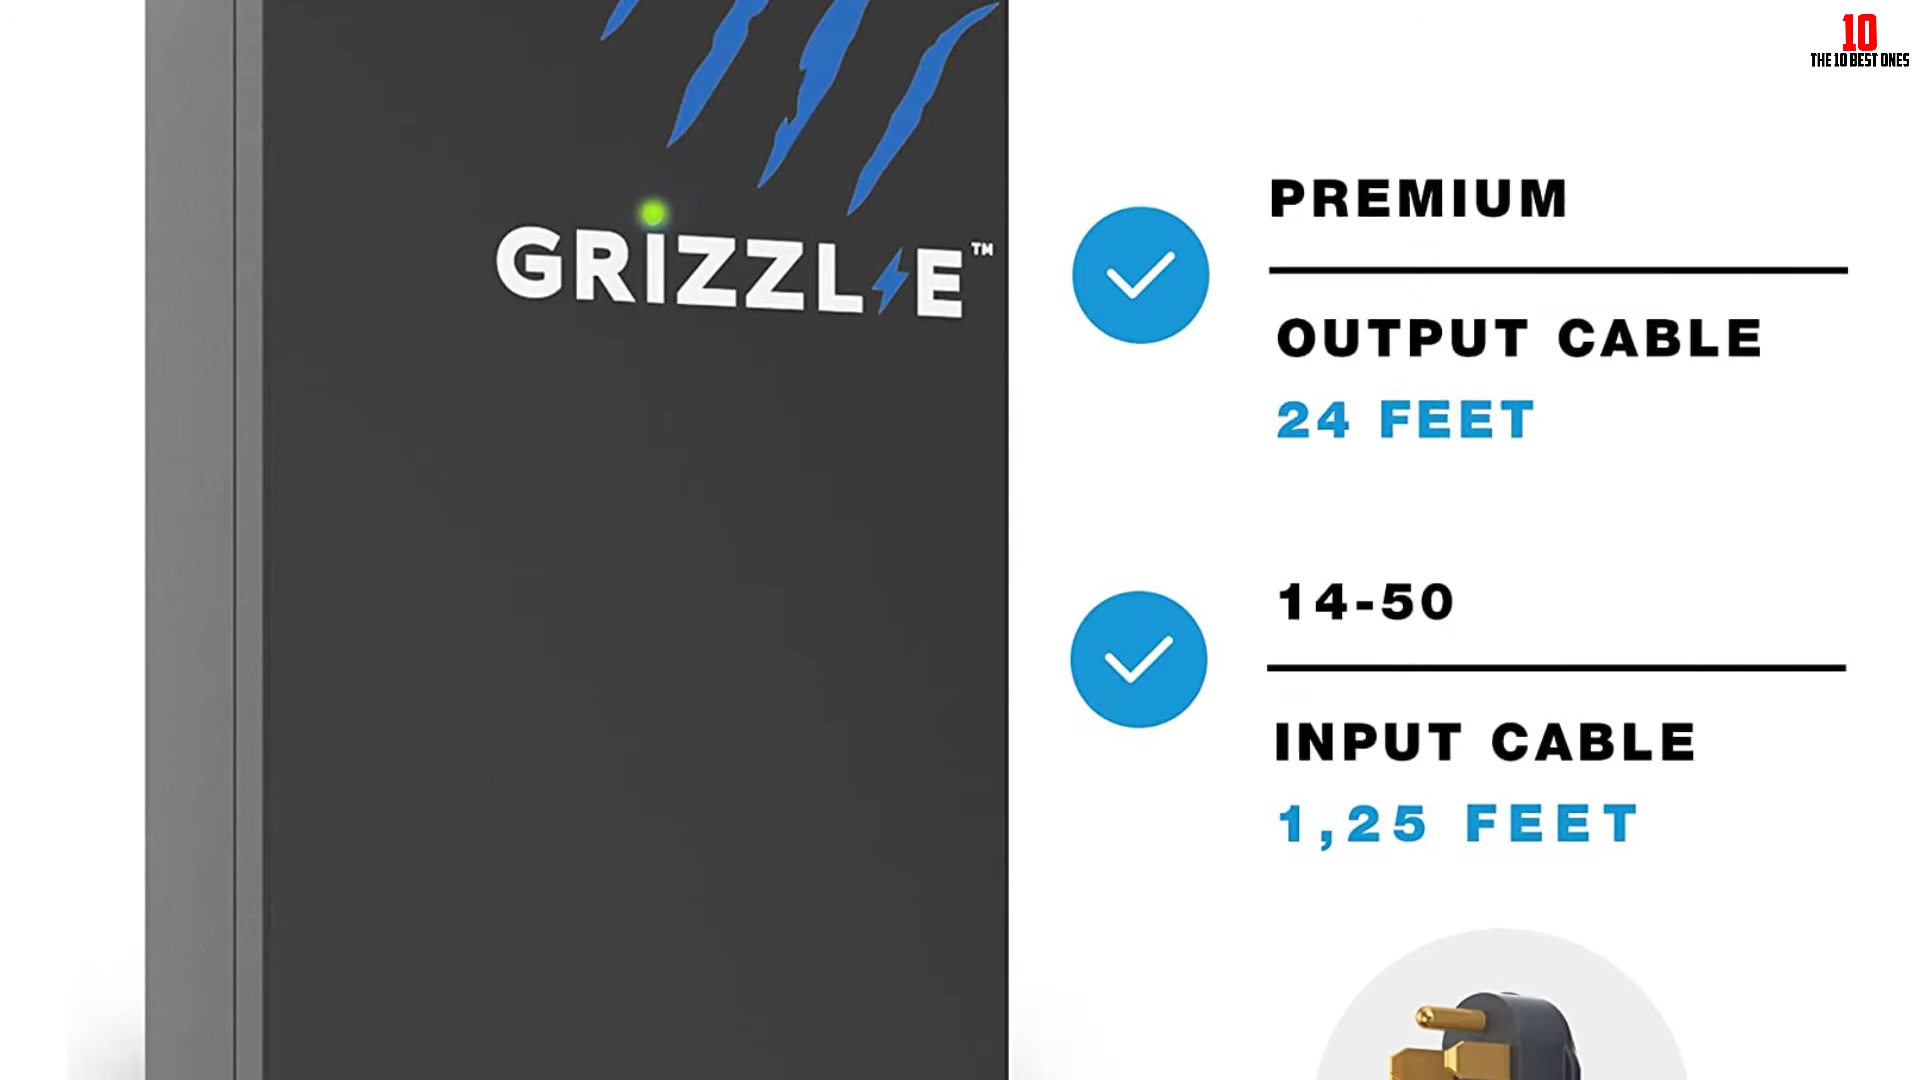 10
THE 10 BEST ONES
GRIZZL E™
PREMIUM
OUTPUT CABLE
24 FEET
14-50
INPUT CABLE
1,25 FEET